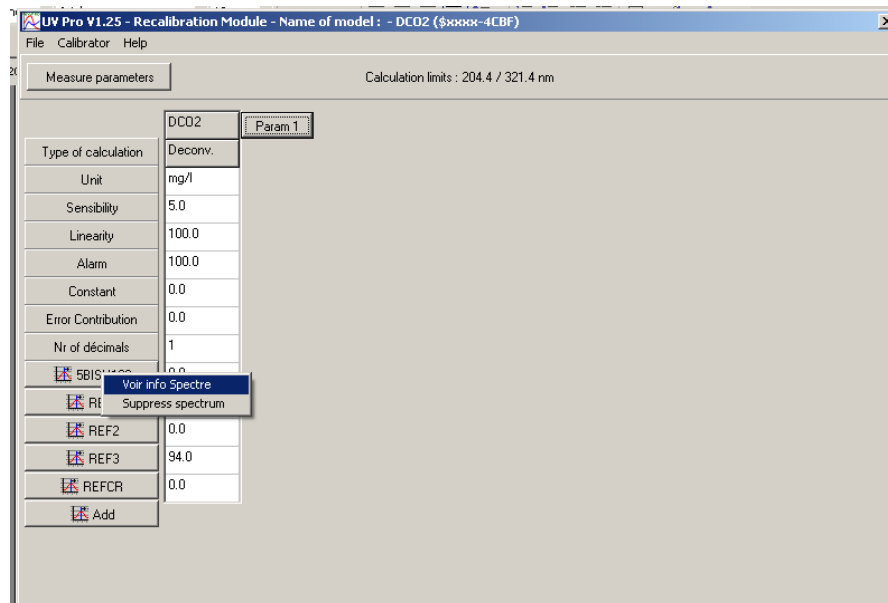 UV Pro V1.25 - Recalibration Module - Name of model : - DCO2 ($xxxx-4CBF)
File Calibrator Help
Measure parameters
Calculation limits : 204.4 / 321.4 nm
DCO2
Param 1
Type of calculation Deconv.
Unit mg/l
Sensibility 5.0
Linearity 100.0
Alarm 100.0
Constant 0.0
Error Contribution 0.0
Nr of décimals 1
Voir info Spectre
Suppress spectrum
REF2 0.0
REF3 94.0
REFCR 0.0
Add